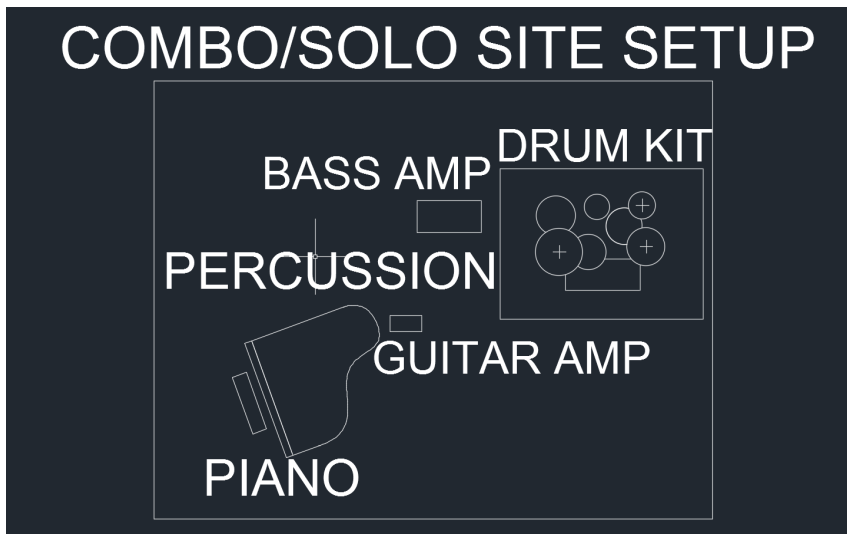 COMBO/SOLO SITE SETUP
DRUM KIT
BASS AMP
PERCUSSION
GUITAR AMP
PIANO